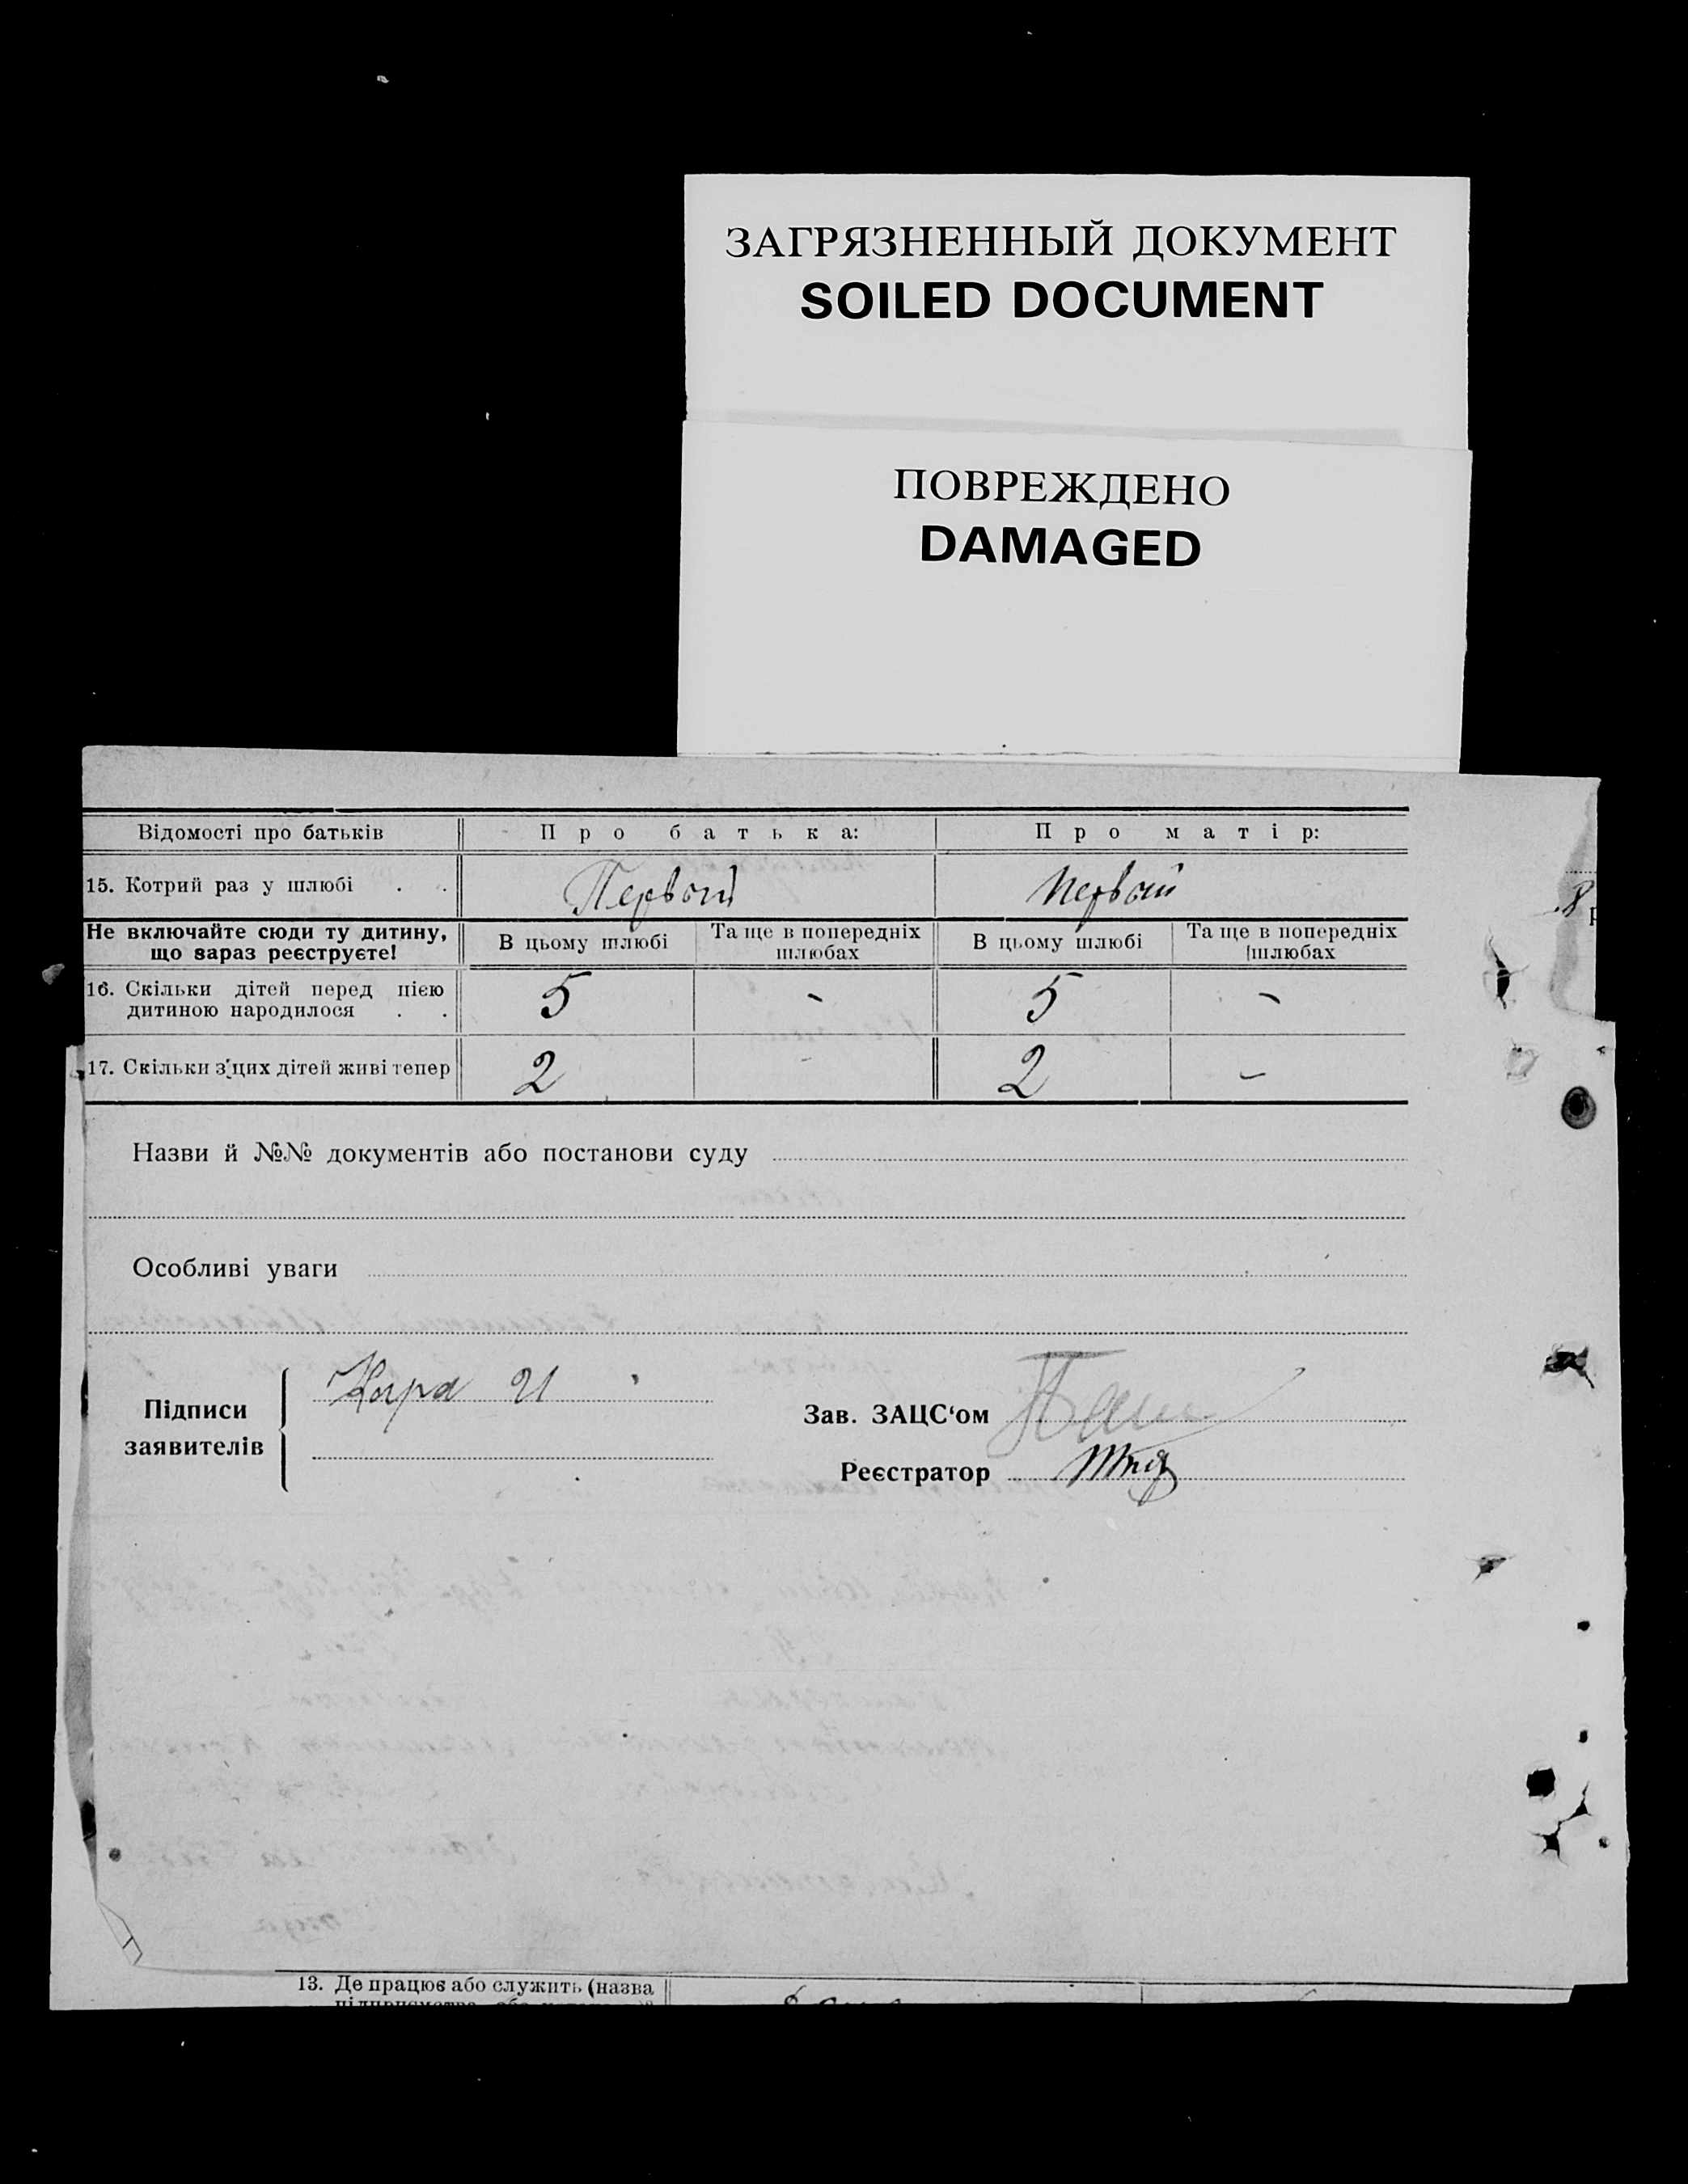 ЗАГРЯЗНЕННЫЙ ДОКУМЕНТ
SOILED DOCUMENT
ПОВРЕЖДЕНО
DAMAGED
Відомості про батьків Про батька: Про матір:
15. Котрий раз у шлюбі . . Первый Первый
Не включайте сюди ту дитину, що зараз реєструєте! В цьому шлюбі Та ще в попередніх шлюбах В цьому шлюбі Та ще в попередніх шлюбах
16. Скільки дітей перед цією дитиною народилося . . 5 - 5 -
17. Скільки з цих дітей живі тепер 2 - 2 -
Назви й №№ документів або постанови суду
Особливі уваги
Підписи заявителів Кара И
Зав. ЗАЦС‘ом
Реєстратор
13. Де працює або служить (назва